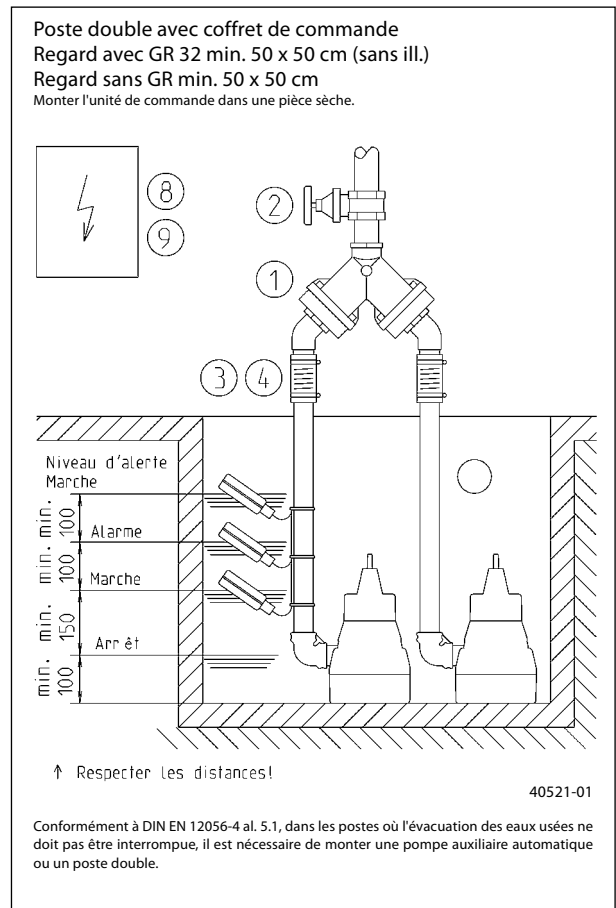 Poste double avec coffret de commande
Regard avec GR 32 min. 50 x 50 cm (sans ill.)
Regard sans GR min. 50 x 50 cm
Monter l'unité de commande dans une pièce sèche.
8
9
2
1
3 4
Niveau d'alerte
Marche
min. 100
Alarme
min. 100
Marche
min. 150
Arrêt
min. 100
↑ Respecter les distances!
40521-01
Conformément à DIN EN 12056-4 al. 5.1, dans les postes où l'évacuation des eaux usées ne
doit pas être interrompue, il est nécessaire de monter une pompe auxiliaire automatique
ou un poste double.